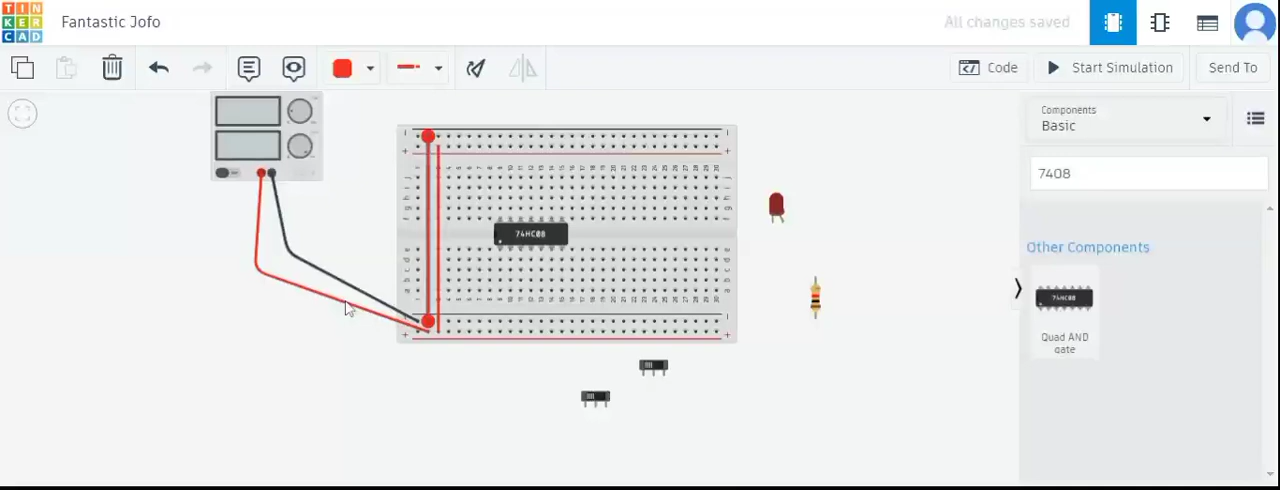 TIN
KER
CAD
Fantastic Jofo
All changes saved
Code
Start Simulation
Send To
Components
Basic
7408
Other Components
74HC08
Quad AND
gate
74HC08